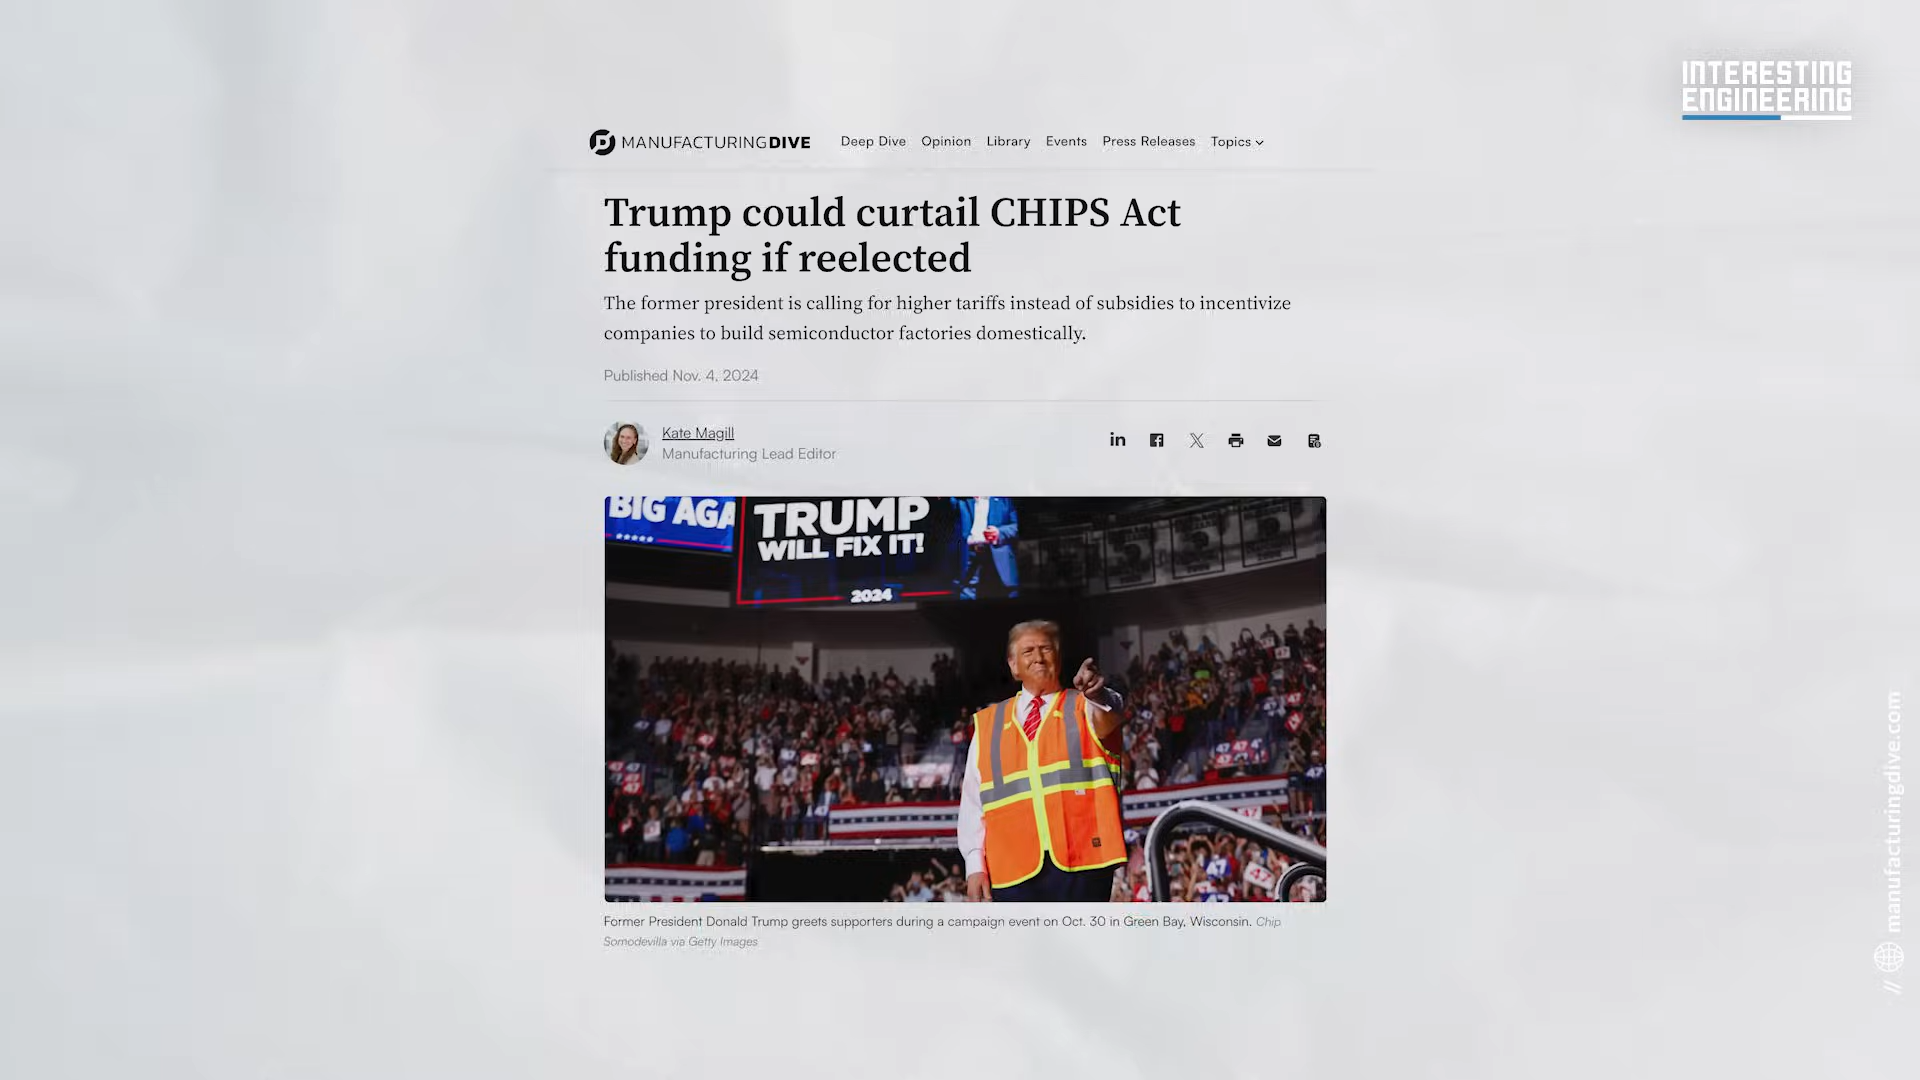 INTERESTING
ENGINEERING
MANUFACTURINGDIVE Deep Dive Opinion Library Events Press Releases Topics
Trump could curtail CHIPS Act
funding if reelected
The former president is calling for higher tariffs instead of subsidies to incentivize
companies to build semiconductor factories domestically.
Published Nov. 4, 2024
Kate Magill
Manufacturing Lead Editor
BIG AGA
TRUMP
WILL FIX IT!
2024
Former President Donald Trump greets supporters during a campaign event on Oct. 30 in Green Bay, Wisconsin. Chip
Somodevilla via Getty Images
// manufacturingdive.com